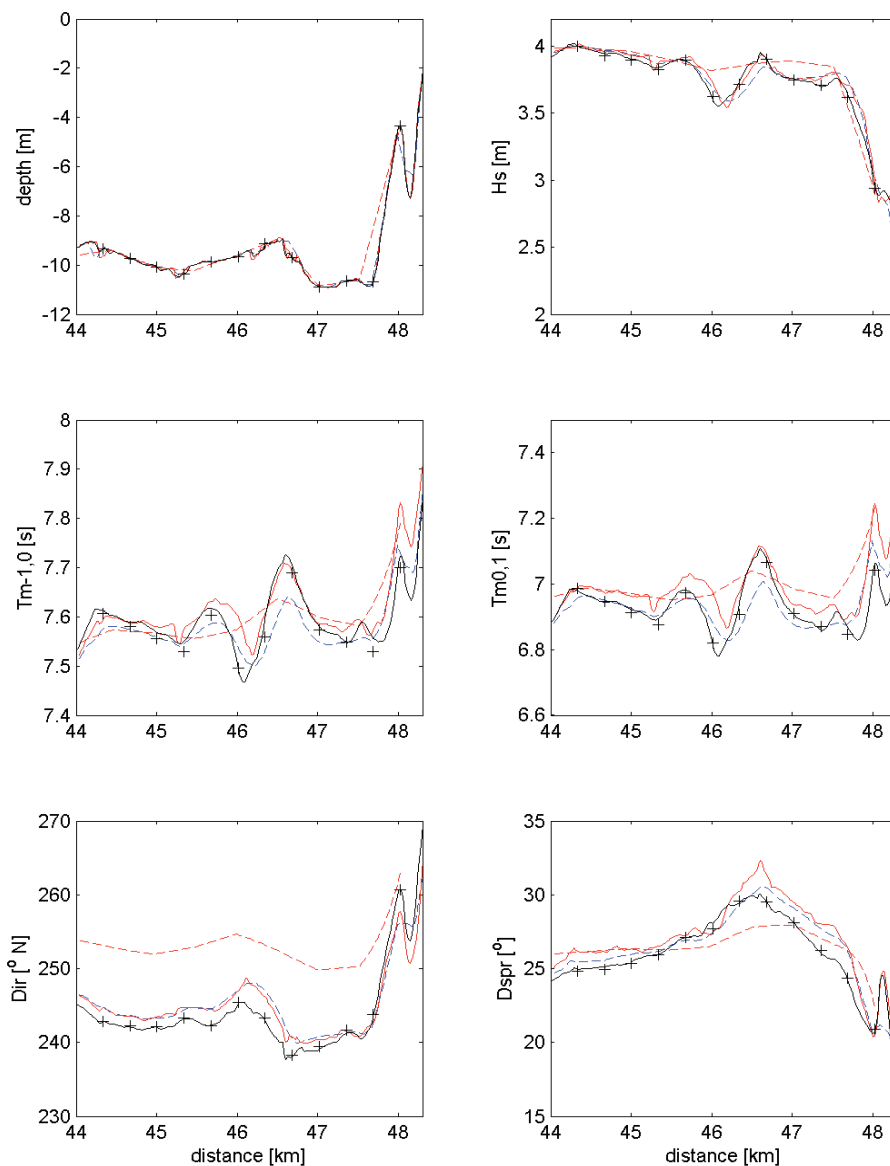 0
-2
-4
-6
-8
-10
-12
depth [m]
44 45 46 47 48
4
3.5
3
2.5
2
Hs [m]
44 45 46 47 48
8
7.9
7.8
7.7
7.6
7.5
7.4
Tm-1,0 [s]
44 45 46 47 48
7.4
7.2
7
6.8
6.6
Tm0,1 [s]
44 45 46 47 48
270
260
250
240
230
Dir [° N]
44 45 46 47 48
distance [km]
35
30
25
20
15
Dspr [°]
44 45 46 47 48
distance [km]